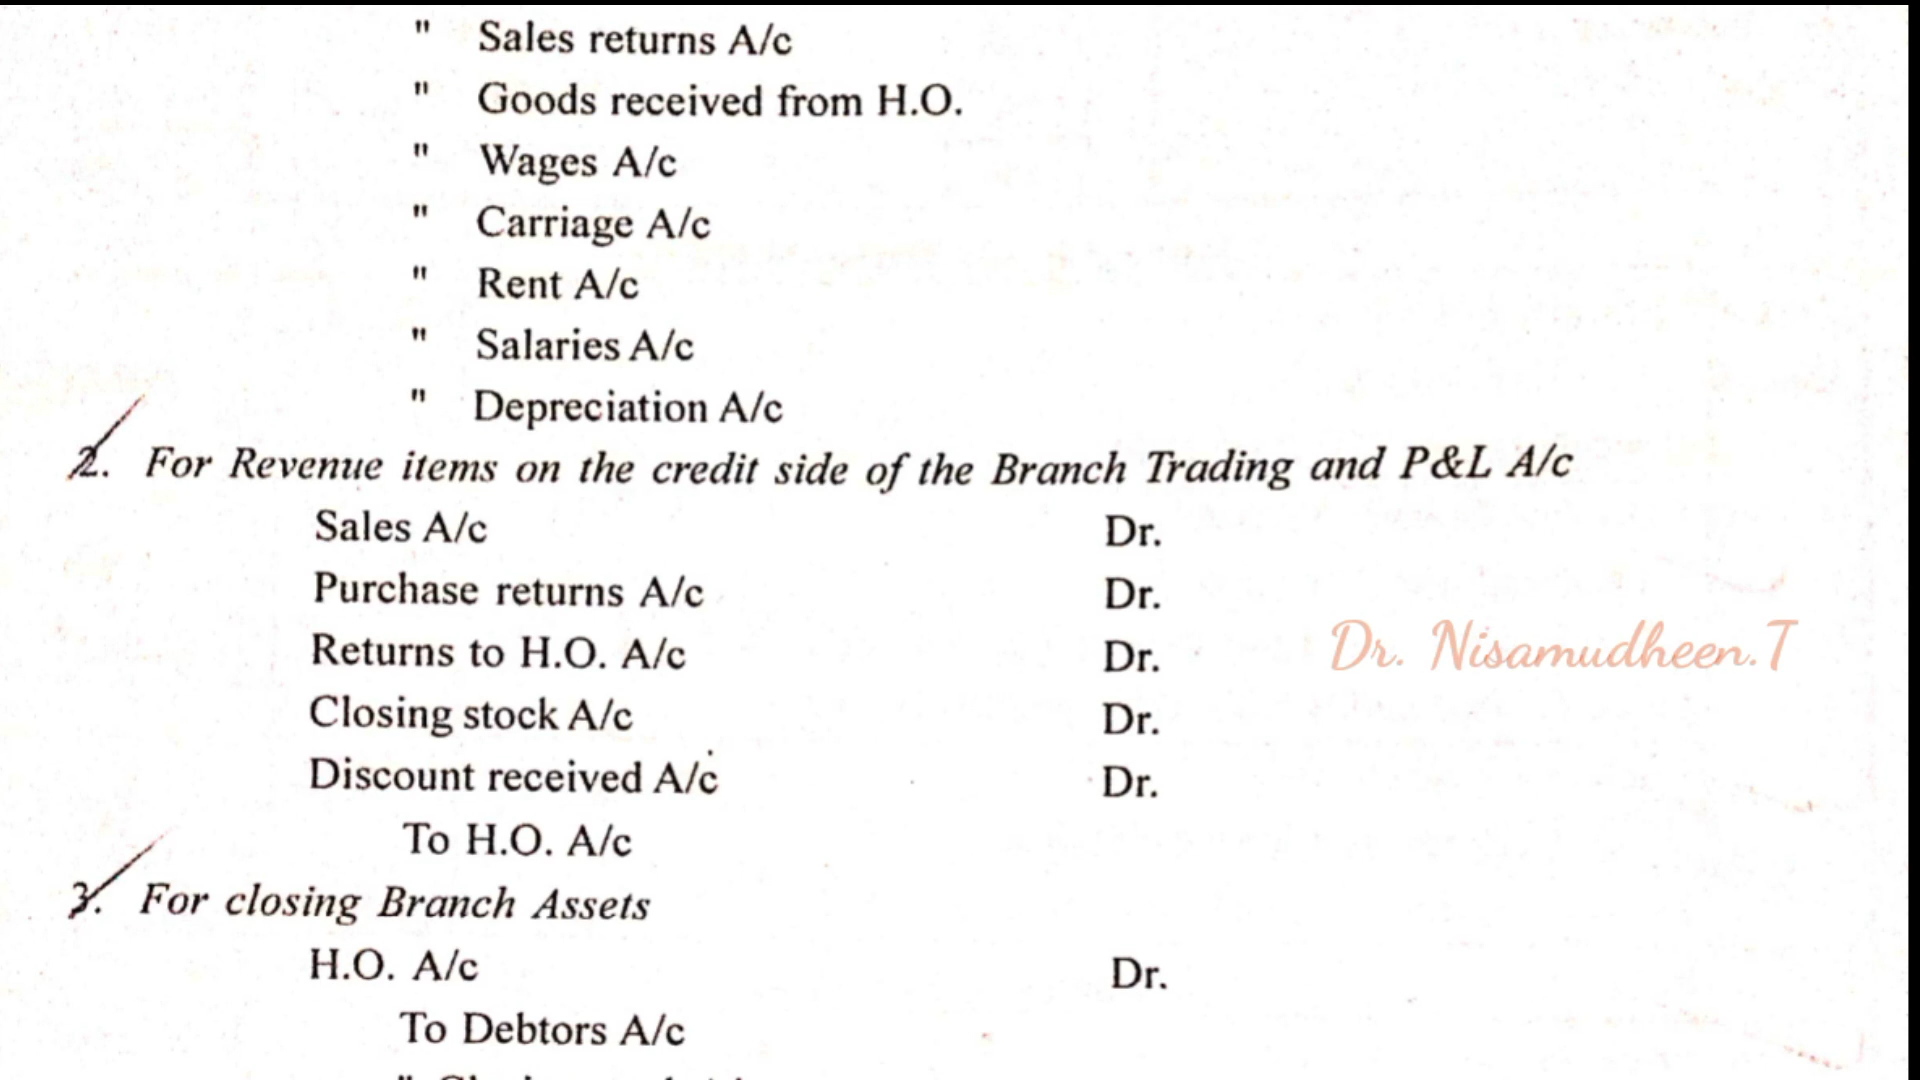 " Sales returns A/c
" Goods received from H.O.
" Wages A/c
" Carriage A/c
" Rent A/c
" Salaries A/c
" Depreciation A/c
2. For Revenue items on the credit side of the Branch Trading and P&L A/c
Sales A/c Dr.
Purchase returns A/c Dr.
Returns to H.O. A/c Dr.
Dr. Nisamudheen.T
Closing stock A/c Dr.
Discount received A/c Dr.
To H.O. A/c
3. For closing Branch Assets
H.O. A/c Dr.
To Debtors A/c